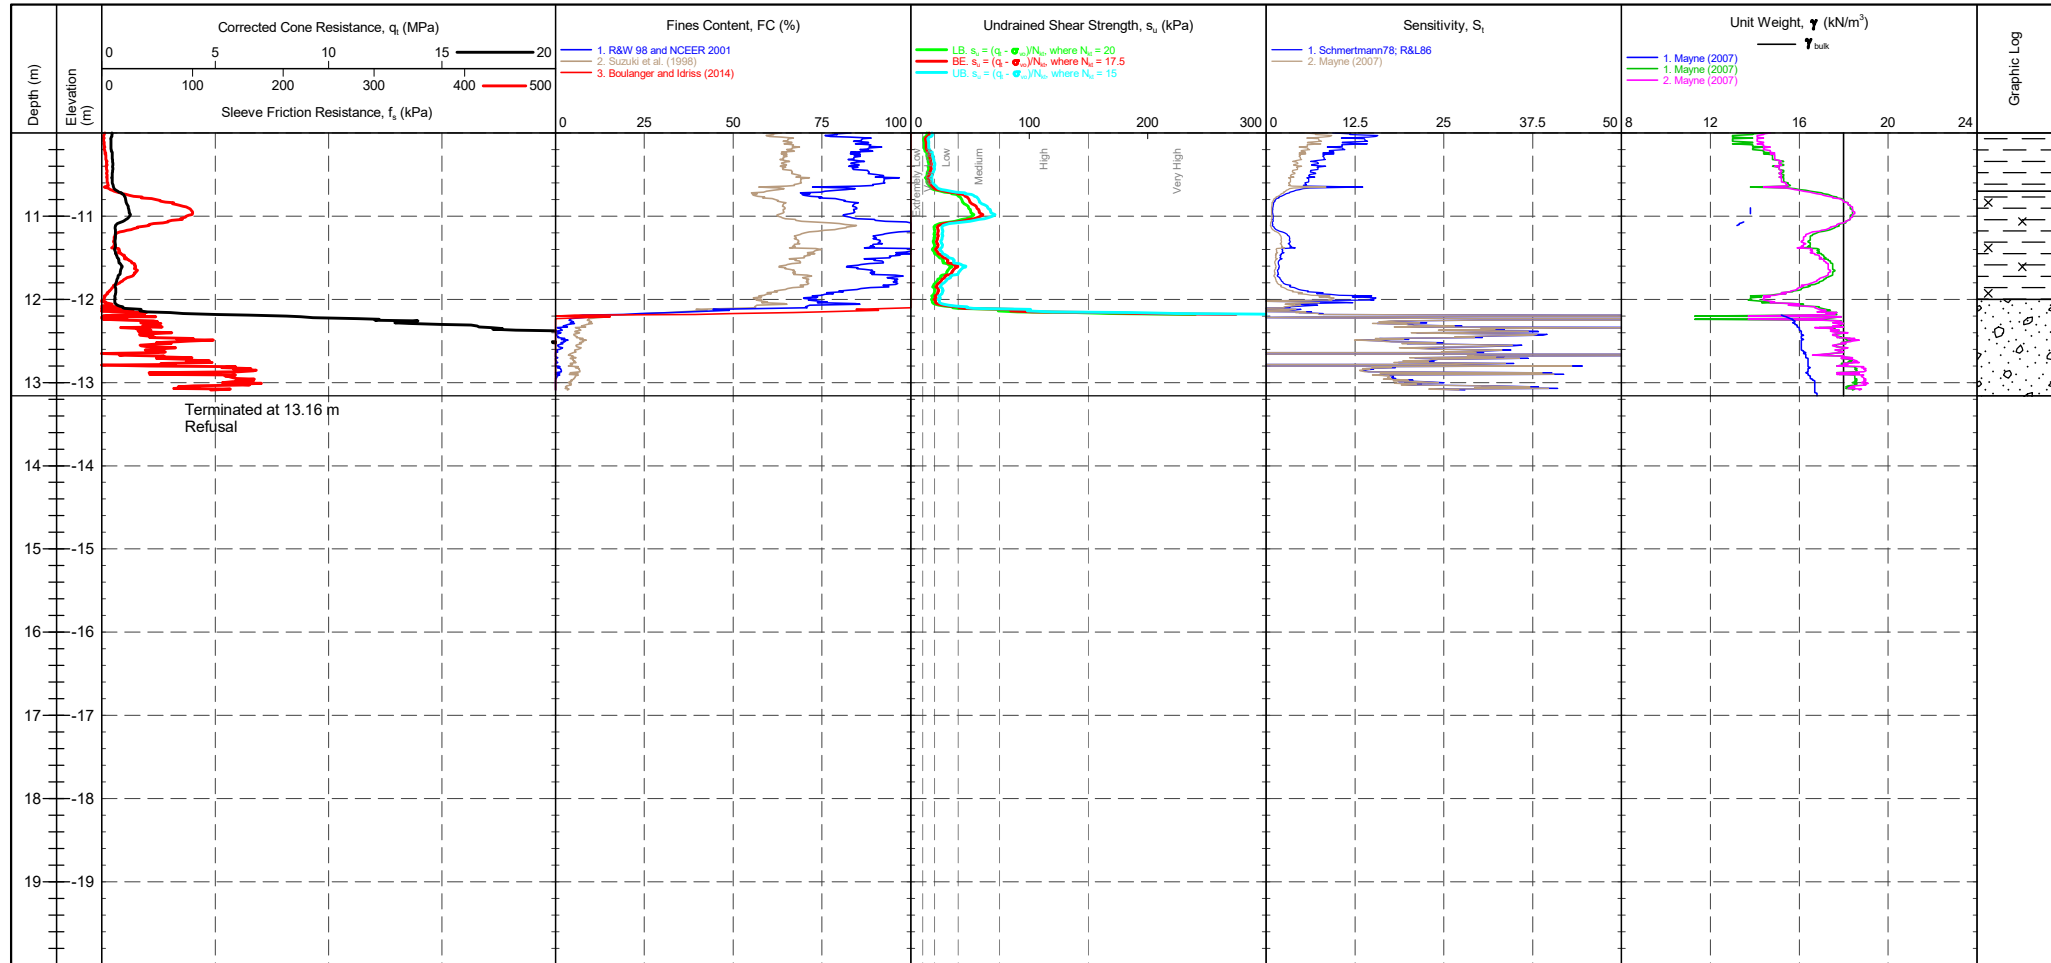 Depth (m)
Elevation (m)
Corrected Cone Resistance, qt (MPa)
0 5 10 15 20
100 200 300 400 500
Sleeve Friction Resistance, fs (kPa)
Fines Content, FC (%)
1. R&W 98 and NCEER 2001
2. Suzuki et al. (1998)
3. Boulanger and Idriss (2014)
0 25 50 75 100
Undrained Shear Strength, su (kPa)
LB. su = (qt - σvo)/Nkt, where Nkt = 20
BE. su = (qt - σvo)/Nkt, where Nkt = 17.5
UB. su = (qt - σvo)/Nkt, where Nkt = 15
0 100 200 300
Extremely Low
Low
Medium
High
Very High
Sensitivity, St
1. Schmertmann78; R&L86
2. Mayne (2007)
0 12.5 25 37.5 50
Unit Weight, γ (kN/m³)
γbulk
1. Mayne (2007)
1. Mayne (2007)
2. Mayne (2007)
8 12 16 20 24
Graphic Log
11 -11
12 -12
13 -13
Terminated at 13.16 m
Refusal
14 -14
15 -15
16 -16
17 -17
18 -18
19 -19